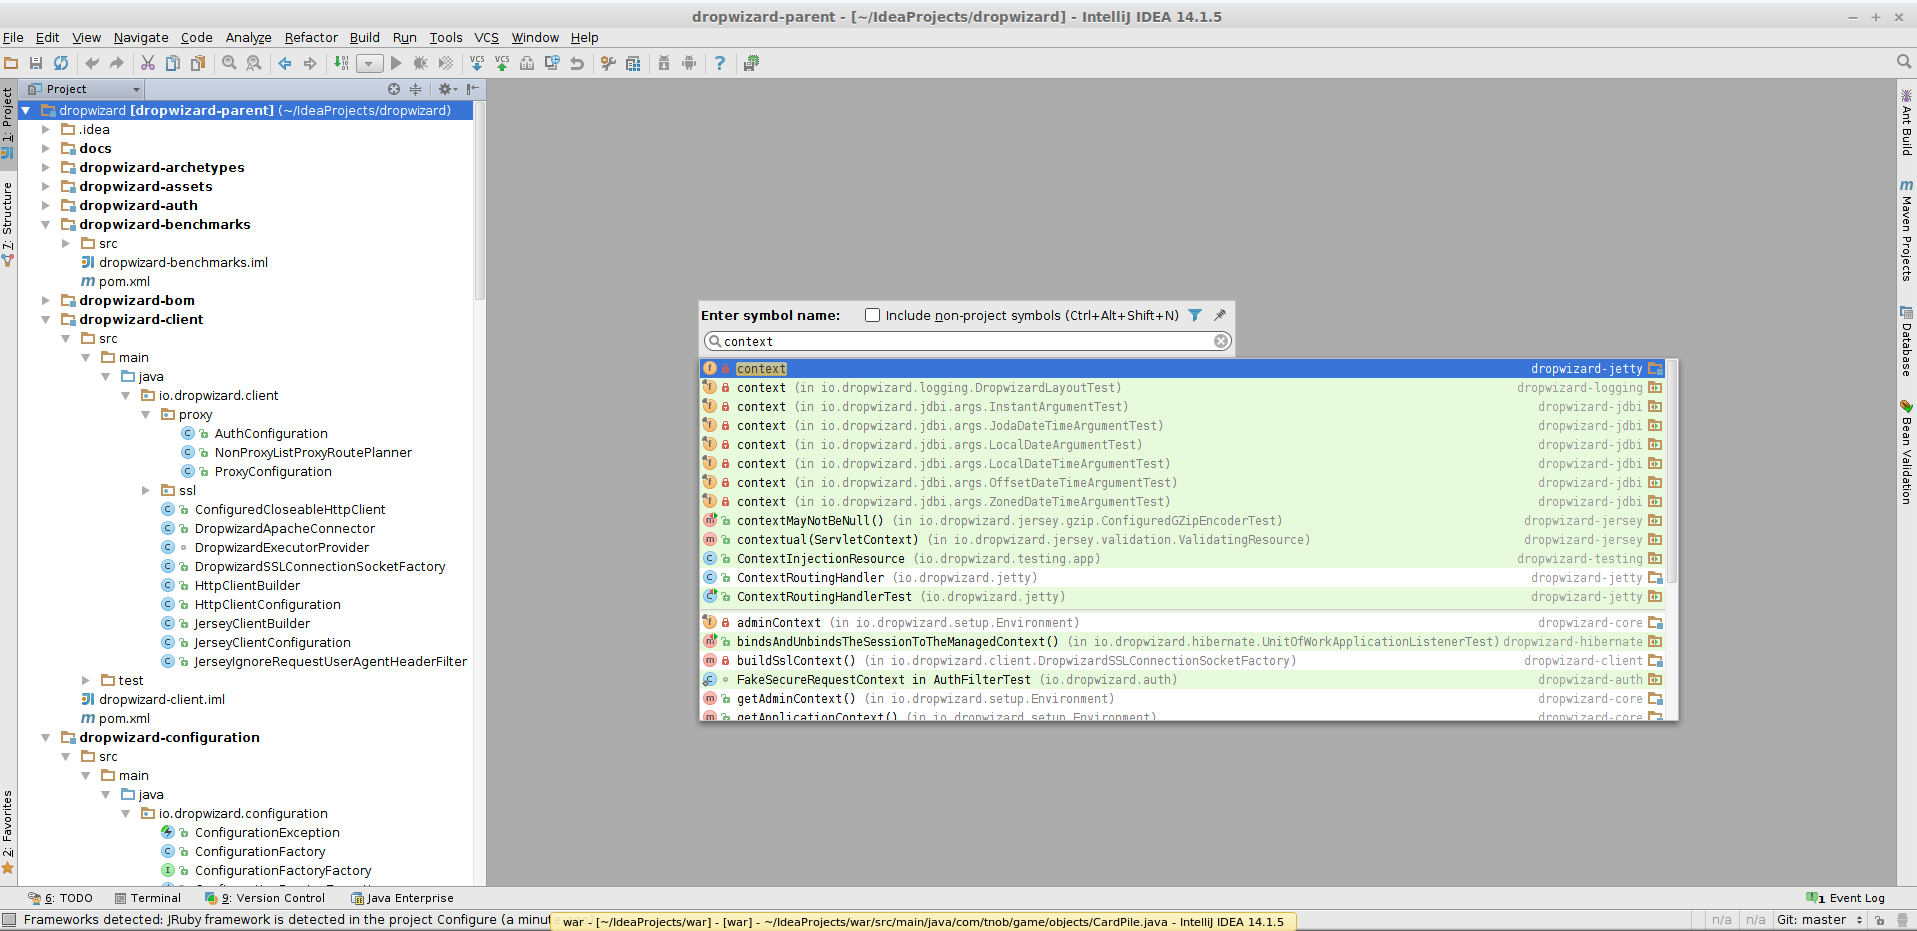 dropwizard-parent - [~/IdeaProjects/dropwizard] - IntelliJ IDEA 14.1.5
File Edit View Navigate Code Analyze Refactor Build Run Tools VCS Window Help
Project
1: Project
7: Structure
2: Favorites
dropwizard [dropwizard-parent] (~/IdeaProjects/dropwizard)
.idea
docs
dropwizard-archetypes
dropwizard-assets
dropwizard-auth
dropwizard-benchmarks
src
dropwizard-benchmarks.iml
pom.xml
dropwizard-bom
dropwizard-client
src
main
java
io.dropwizard.client
proxy
AuthConfiguration
NonProxyListProxyRoutePlanner
ProxyConfiguration
ssl
ConfiguredCloseableHttpClient
DropwizardApacheConnector
DropwizardExecutorProvider
DropwizardSSLConnectionSocketFactory
HttpClientBuilder
HttpClientConfiguration
JerseyClientBuilder
JerseyClientConfiguration
JerseyIgnoreRequestUserAgentHeaderFilter
test
dropwizard-client.iml
pom.xml
dropwizard-configuration
src
main
java
io.dropwizard.configuration
ConfigurationException
ConfigurationFactory
ConfigurationFactoryFactory
Enter symbol name: Include non-project symbols (Ctrl+Alt+Shift+N)
context
context dropwizard-jetty
context (in io.dropwizard.logging.DropwizardLayoutTest) dropwizard-logging
context (in io.dropwizard.jdbi.args.InstantArgumentTest) dropwizard-jdbi
context (in io.dropwizard.jdbi.args.JodaDateTimeArgumentTest) dropwizard-jdbi
context (in io.dropwizard.jdbi.args.LocalDateArgumentTest) dropwizard-jdbi
context (in io.dropwizard.jdbi.args.LocalDateTimeArgumentTest) dropwizard-jdbi
context (in io.dropwizard.jdbi.args.OffsetDateTimeArgumentTest) dropwizard-jdbi
context (in io.dropwizard.jdbi.args.ZonedDateTimeArgumentTest) dropwizard-jdbi
contextMayNotBeNull() (in io.dropwizard.jersey.gzip.ConfiguredGZipEncoderTest) dropwizard-jersey
contextual(ServletContext) (in io.dropwizard.jersey.validation.ValidatingResource) dropwizard-jersey
ContextInjectionResource (io.dropwizard.testing.app) dropwizard-testing
ContextRoutingHandler (io.dropwizard.jetty) dropwizard-jetty
ContextRoutingHandlerTest (io.dropwizard.jetty) dropwizard-jetty
adminContext (in io.dropwizard.setup.Environment) dropwizard-core
bindsAndUnbindsTheSessionToTheManagedContext() (in io.dropwizard.hibernate.UnitOfWorkApplicationListenerTest) dropwizard-hibernate
buildSslContext() (in io.dropwizard.client.DropwizardSSLConnectionSocketFactory) dropwizard-client
FakeSecureRequestContext in AuthFilterTest (io.dropwizard.auth) dropwizard-auth
getAdminContext() (in io.dropwizard.setup.Environment) dropwizard-core
getApplicationContext() (in io.dropwizard.setup.Environment) dropwizard-core
Ant Build
Maven Projects
Database
Bean Validation
6: TODO Terminal 9: Version Control Java Enterprise 1 Event Log
Frameworks detected: JRuby framework is detected in the project Configure (a n/a n/a Git: master
war - [~/IdeaProjects/war] - [war] - ~/IdeaProjects/war/src/main/java/com/tnob/game/objects/CardPile.java - IntelliJ IDEA 14.1.5